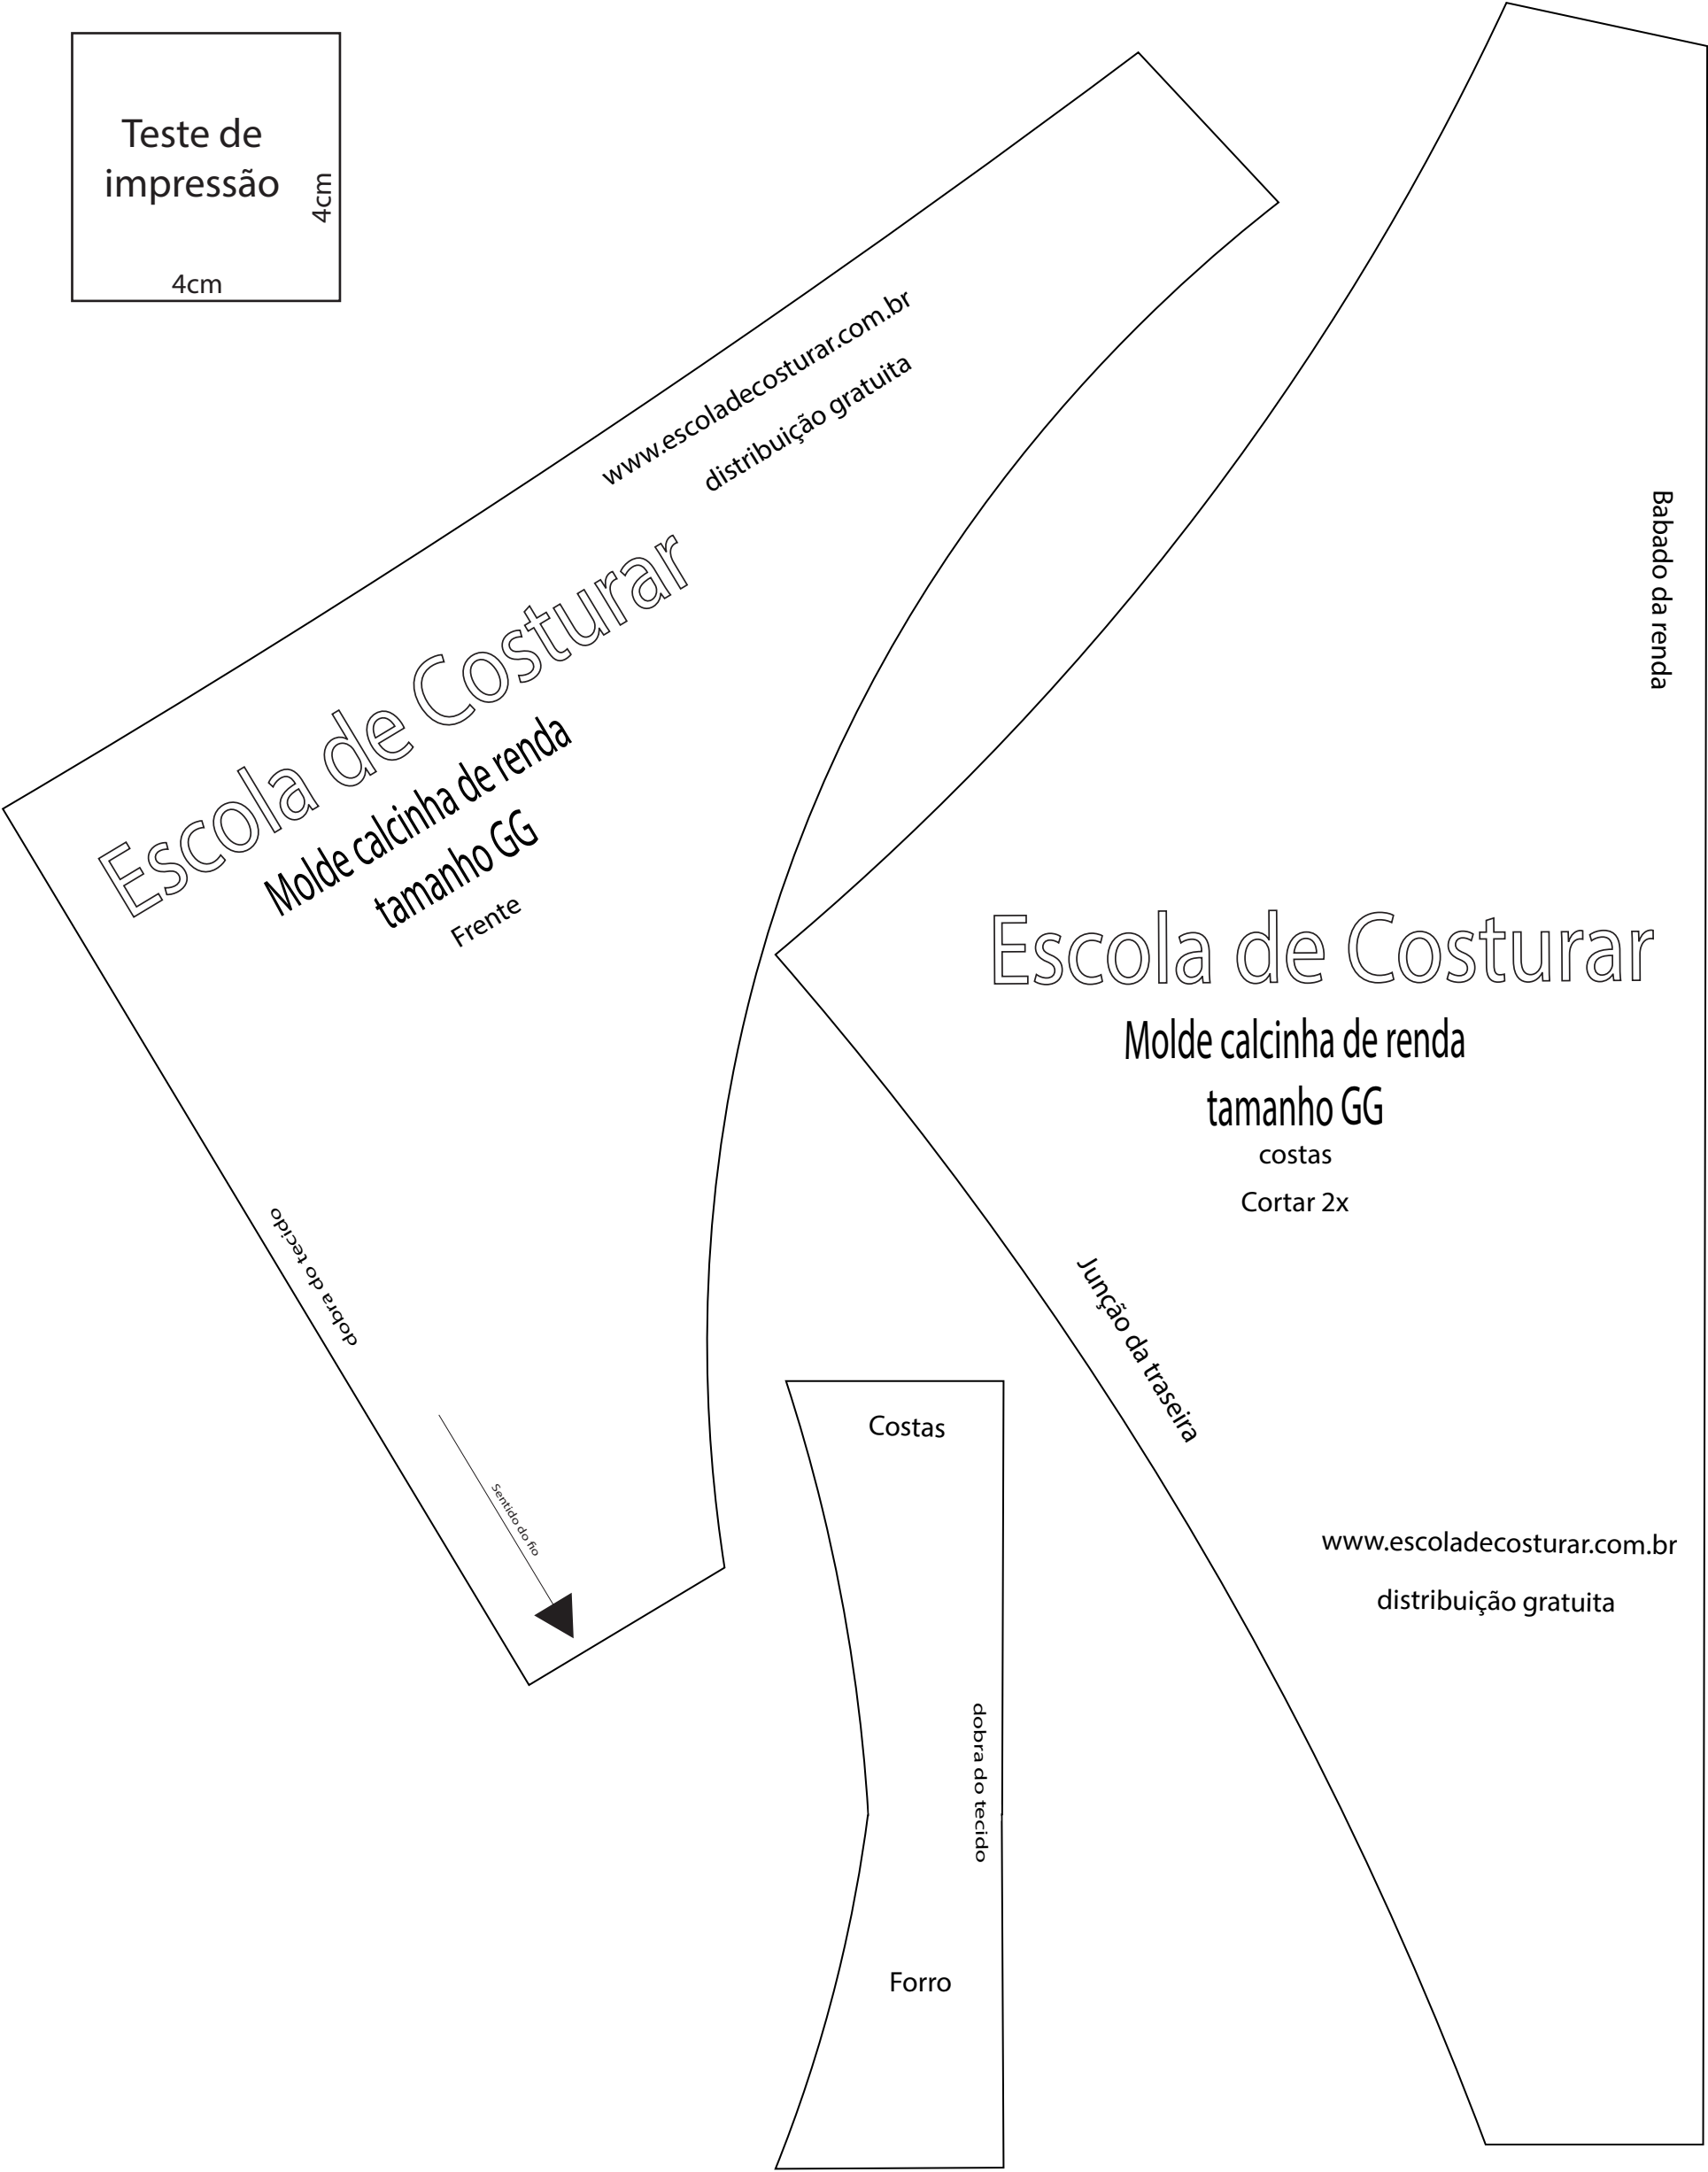 Teste de
impressão
4cm
4cm
www.escoladecosturar.com.br
distribuição gratuita
Escola de Costurar
Molde calcinha de renda
tamanho GG
Frente
dobra do tecido
Sentido do fio
Babado da renda
Escola de Costurar
Molde calcinha de renda
tamanho GG
costas
Cortar 2x
Junção da traseira
www.escoladecosturar.com.br
distribuição gratuita
Costas
dobra do tecido
Forro